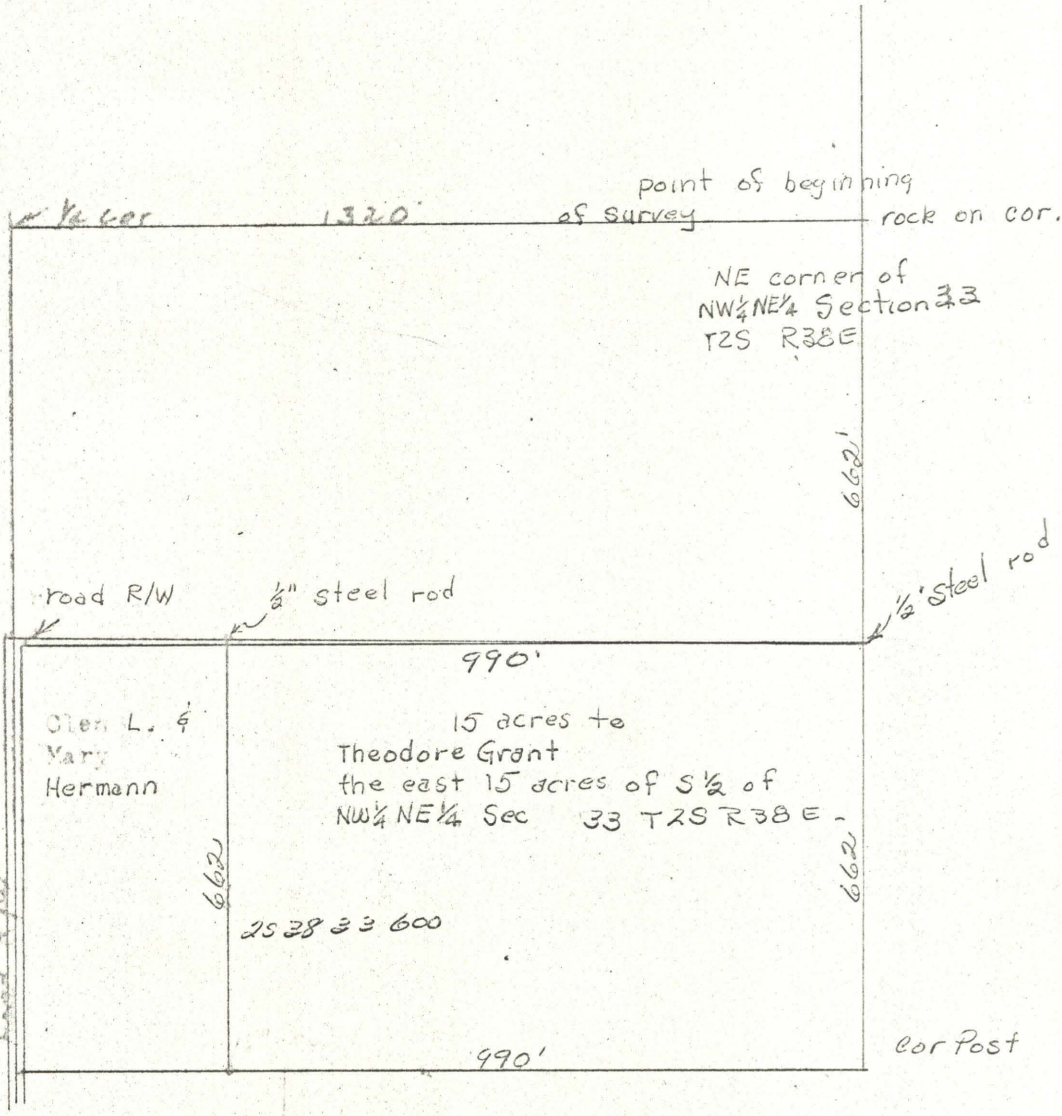 point of beginning
¼ cor 1320' of survey rock on cor.
NE corner of
NW¼ NE¼ Section 33
T2S R38E
662'
road R/W ½" steel rod ½' steel rod
990'
Glen L. &
Mary
Hermann
15 acres to
Theodore Grant
the east 15 acres of S½ of
NW¼ NE¼ Sec 33 T2S R38E -
662
662
2S 38 33 600
990'
Cor Post